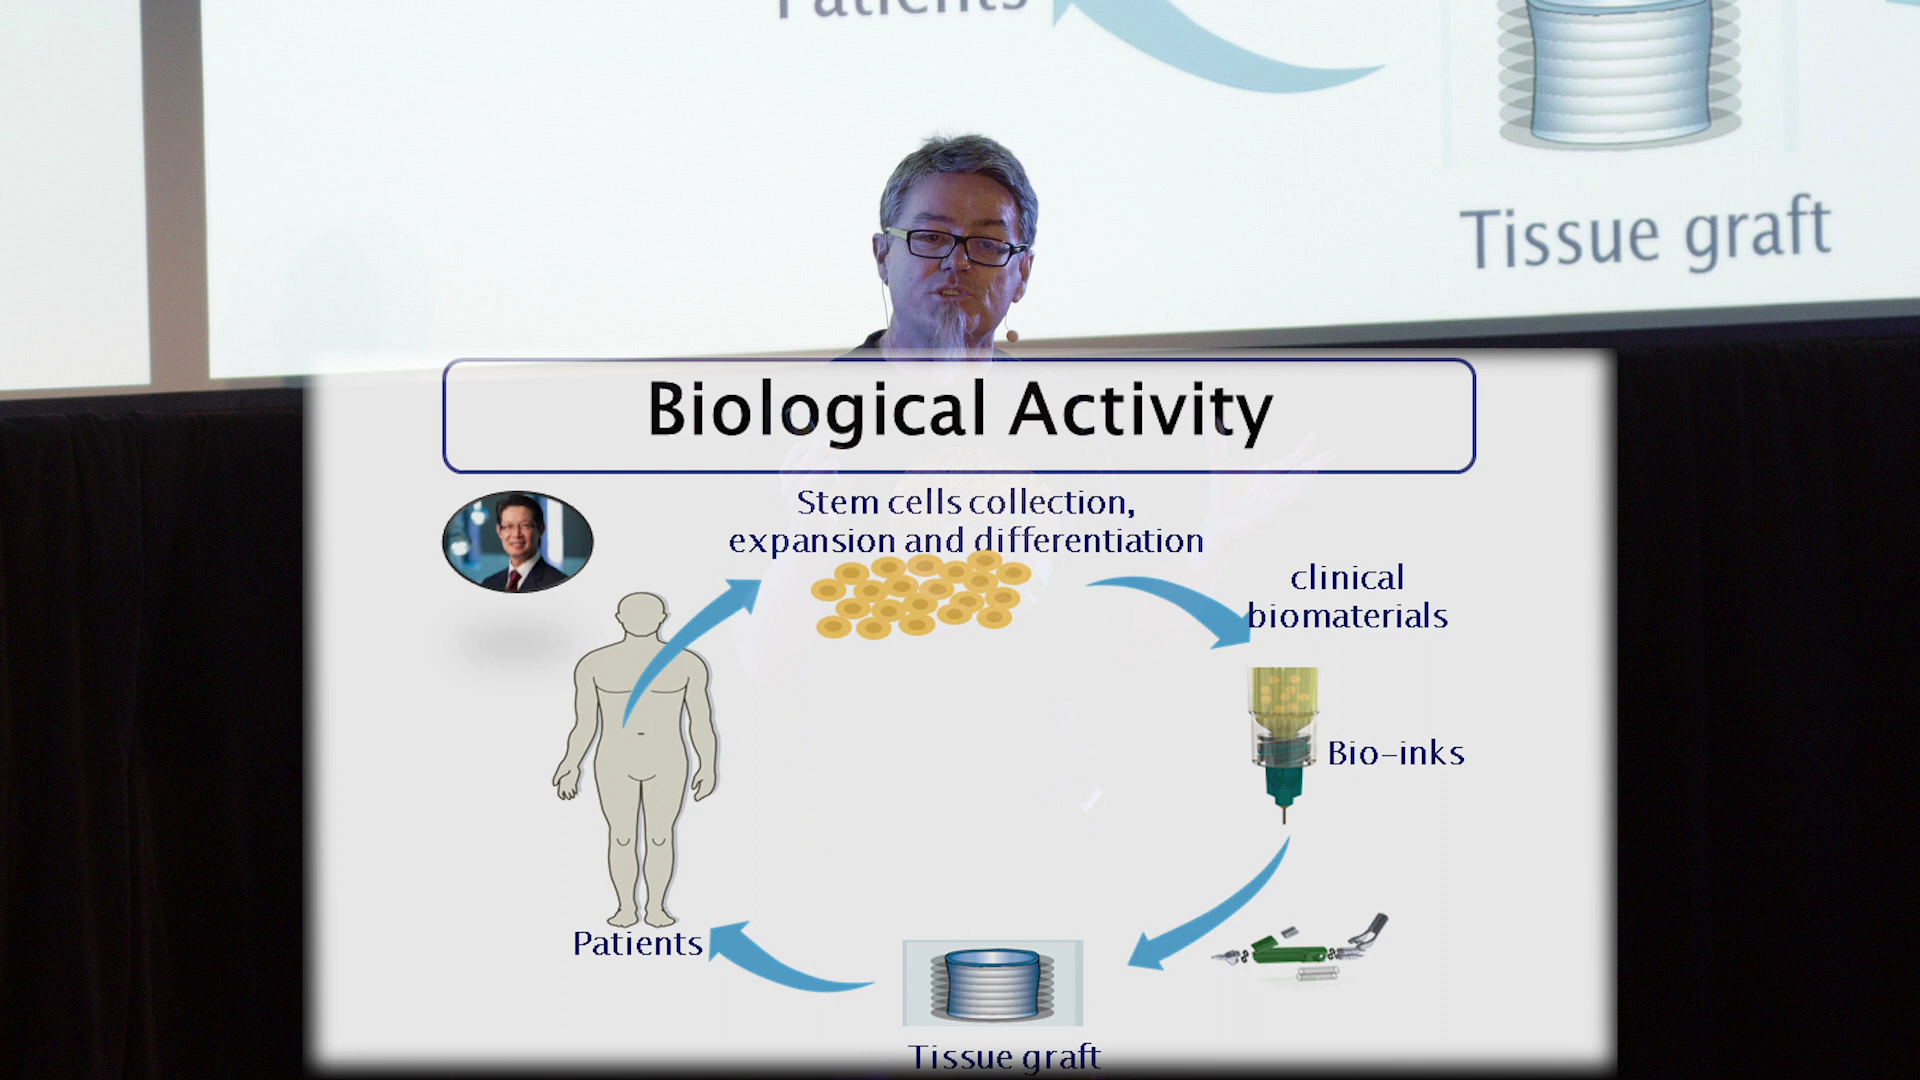 Patients
Tissue graft
Biological Activity
Stem cells collection,
expansion and differentiation
clinical
biomaterials
Bio-inks
Patients
Tissue graft